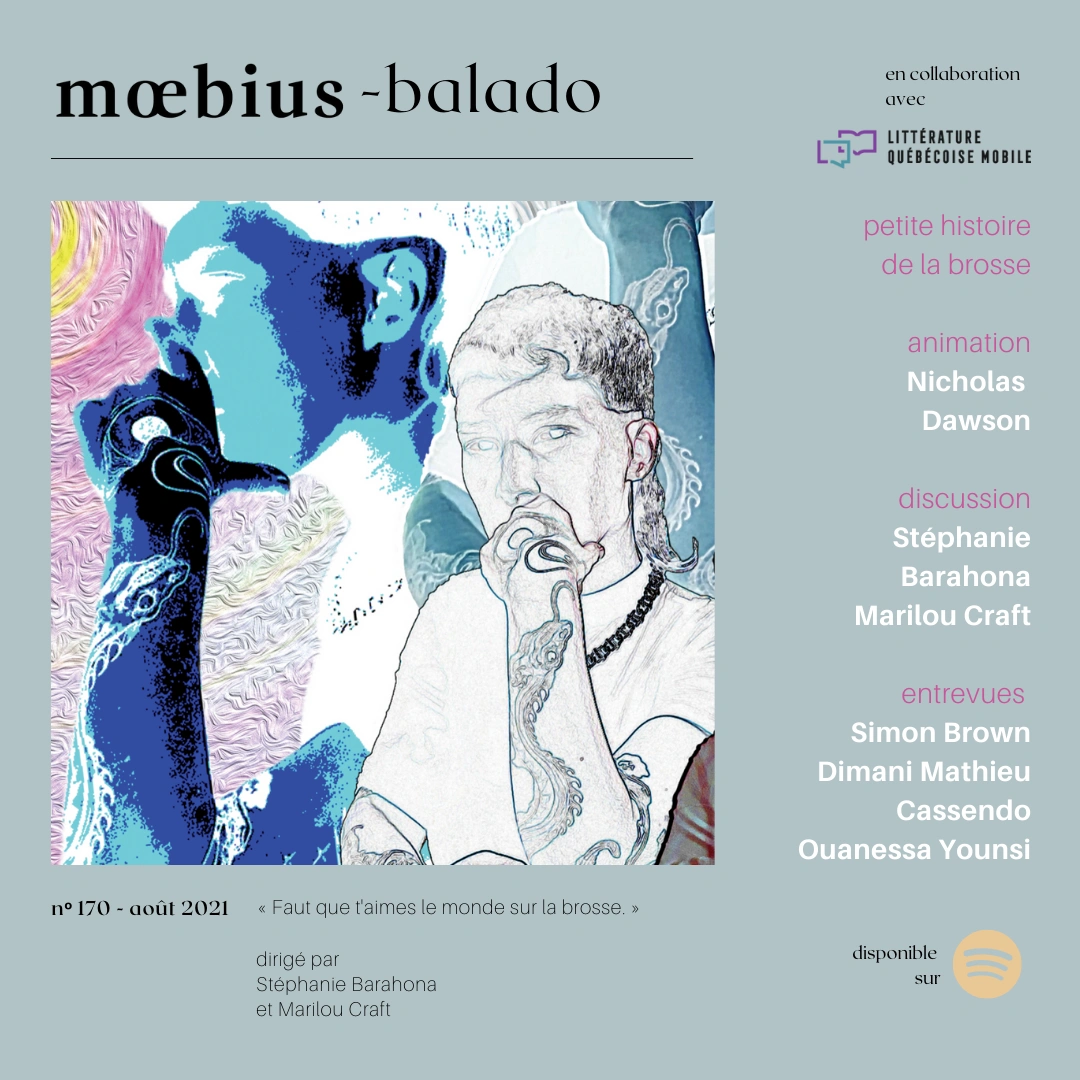 mœbius -balado
en collaboration
avec
LITTÉRATURE
QUÉBÉCOISE MOBILE
petite histoire
de la brosse
animation
Nicholas
Dawson
discussion
Stéphanie
Barahona
Marilou Craft
entrevues
Simon Brown
Dimani Mathieu
Cassendo
Ouanessa Younsi
nº 170 - août 2021
« Faut que t'aimes le monde sur la brosse. »
dirigé par
Stéphanie Barahona
et Marilou Craft
disponible
sur